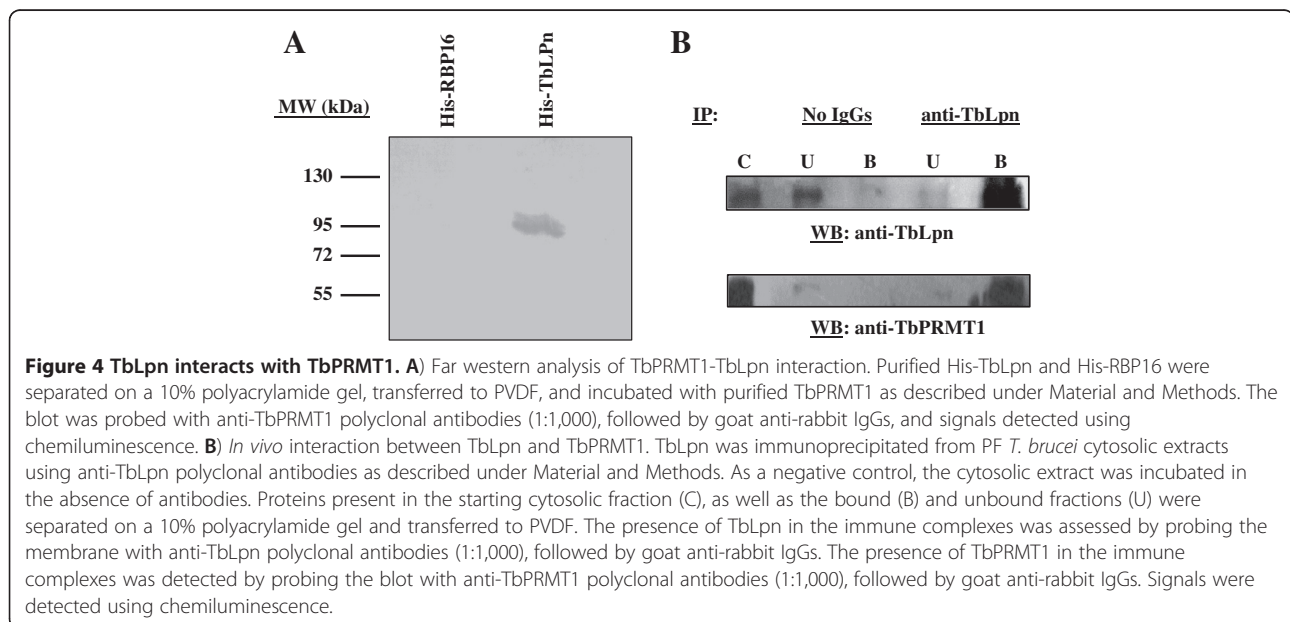 A
B
His-RBP16
His-TbLPn
MW (kDa)
130
95
72
55
IP: No IgGs anti-TbLpn
C U B U B
WB: anti-TbLpn
WB: anti-TbPRMT1
Figure 4 TbLpn interacts with TbPRMT1. A) Far western analysis of TbPRMT1-TbLpn interaction. Purified His-TbLpn and His-RBP16 were
separated on a 10% polyacrylamide gel, transferred to PVDF, and incubated with purified TbPRMT1 as described under Material and Methods. The
blot was probed with anti-TbPRMT1 polyclonal antibodies (1:1,000), followed by goat anti-rabbit IgGs, and signals detected using
chemiluminescence. B) In vivo interaction between TbLpn and TbPRMT1. TbLpn was immunoprecipitated from PF T. brucei cytosolic extracts
using anti-TbLpn polyclonal antibodies as described under Material and Methods. As a negative control, the cytosolic extract was incubated in
the absence of antibodies. Proteins present in the starting cytosolic fraction (C), as well as the bound (B) and unbound fractions (U) were
separated on a 10% polyacrylamide gel and transferred to PVDF. The presence of TbLpn in the immune complexes was assessed by probing the
membrane with anti-TbLpn polyclonal antibodies (1:1,000), followed by goat anti-rabbit IgGs. The presence of TbPRMT1 in the immune
complexes was detected by probing the blot with anti-TbPRMT1 polyclonal antibodies (1:1,000), followed by goat anti-rabbit IgGs. Signals were
detected using chemiluminescence.